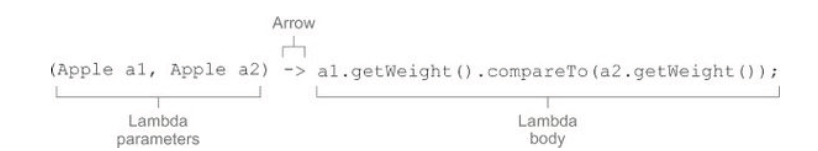 Arrow
(Apple a1, Apple a2) -> a1.getWeight().compareTo(a2.getWeight());
Lambda
parameters
Lambda
body